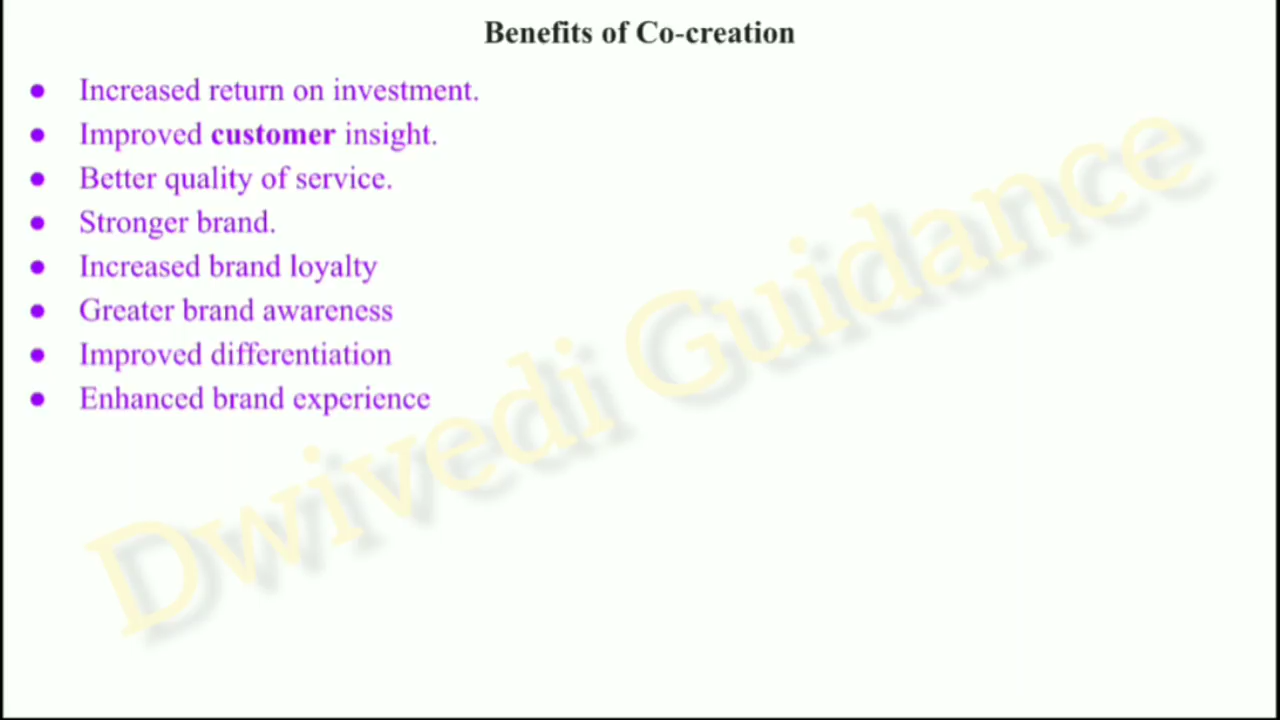 Benefits of Co-creation
● Increased return on investment.
● Improved customer insight.
● Better quality of service.
● Stronger brand.
● Increased brand loyalty
● Greater brand awareness
● Improved differentiation
● Enhanced brand experience
Dwivedi Guidance